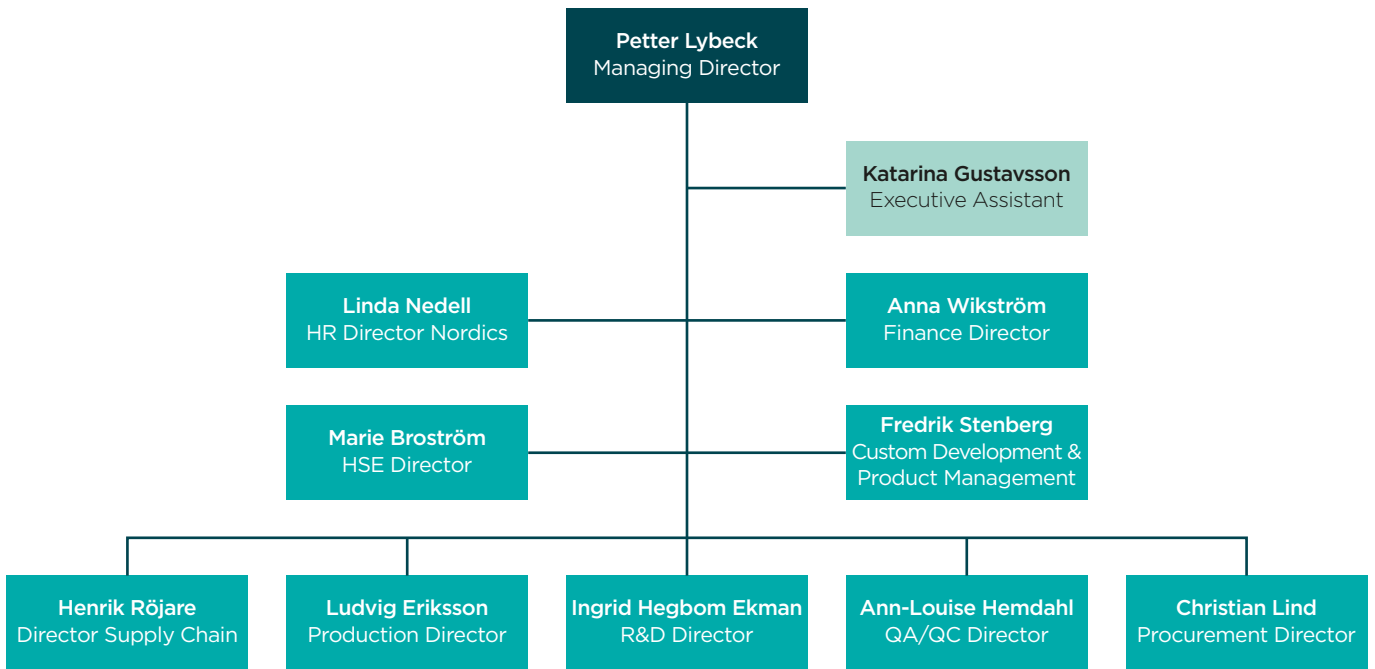 Petter Lybeck
Managing Director
Katarina Gustavsson
Executive Assistant
Linda Nedell
HR Director Nordics
Anna Wikström
Finance Director
Marie Broström
HSE Director
Fredrik Stenberg
Custom Development &
Product Management
Henrik Röjare
Director Supply Chain
Ludvig Eriksson
Production Director
Ingrid Hegbom Ekman
R&D Director
Ann-Louise Hemdahl
QA/QC Director
Christian Lind
Procurement Director